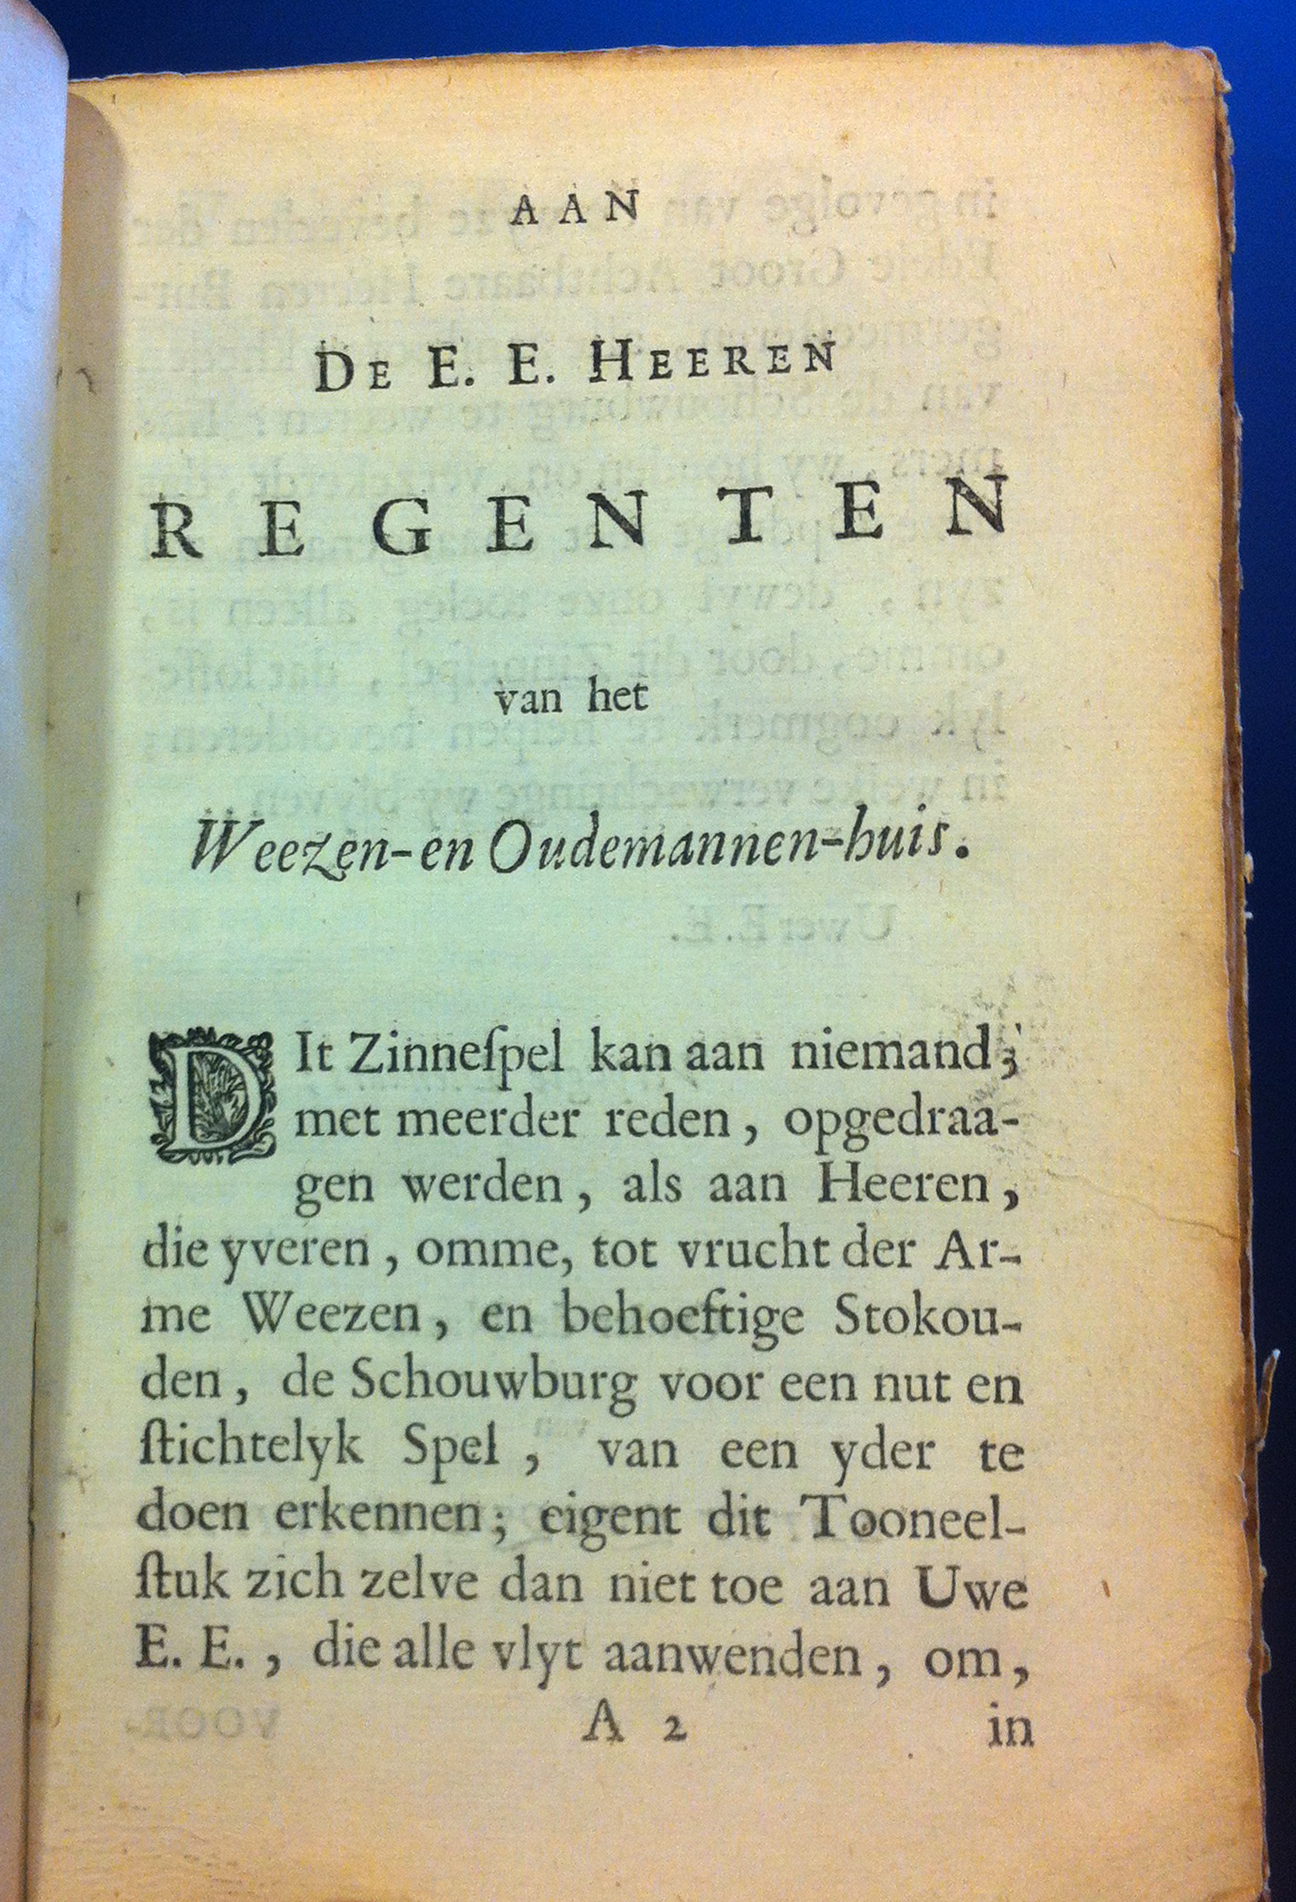 AAN
DE E. E. HEEREN
REGENTEN
van het
Weezen-en Oudemannen-huis.
DIt Zinneſpel kan aan niemand,
met meerder reden, opgedraa-
gen werden, als aan Heeren,
die yveren, omme, tot vrucht der Ar-
me Weezen, en behoeftige Stokou-
den, de Schouwburg voor een nut en
ſtichtelyk Spel, van een yder te
doen erkennen; eigent dit Tooneel-
ſtuk zich zelve dan niet toe aan Uwe
E. E., die alle vlyt aanwenden, om,
A 2 in